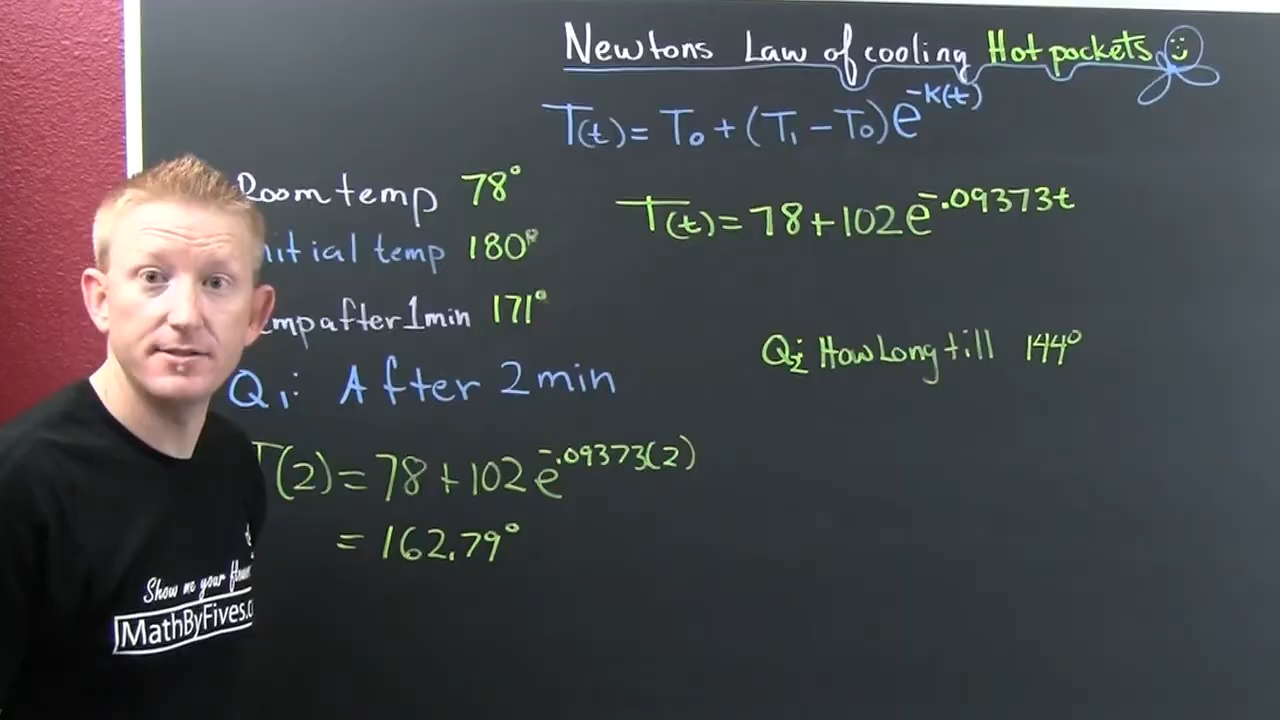 Newtons Law of cooling Hot pockets
T(t) = T₀ + (T₁ - T₀)e^-K(t)
Room temp 78°
Initial temp 180°
T(t) = 78 + 102e^-.09373t
emp after 1 min 171°
Q₁: After 2 min
Q₂: How Long till 144°
T(2) = 78 + 102e^-.09373(2)
= 162.79°
Show me your
MathByFives.c